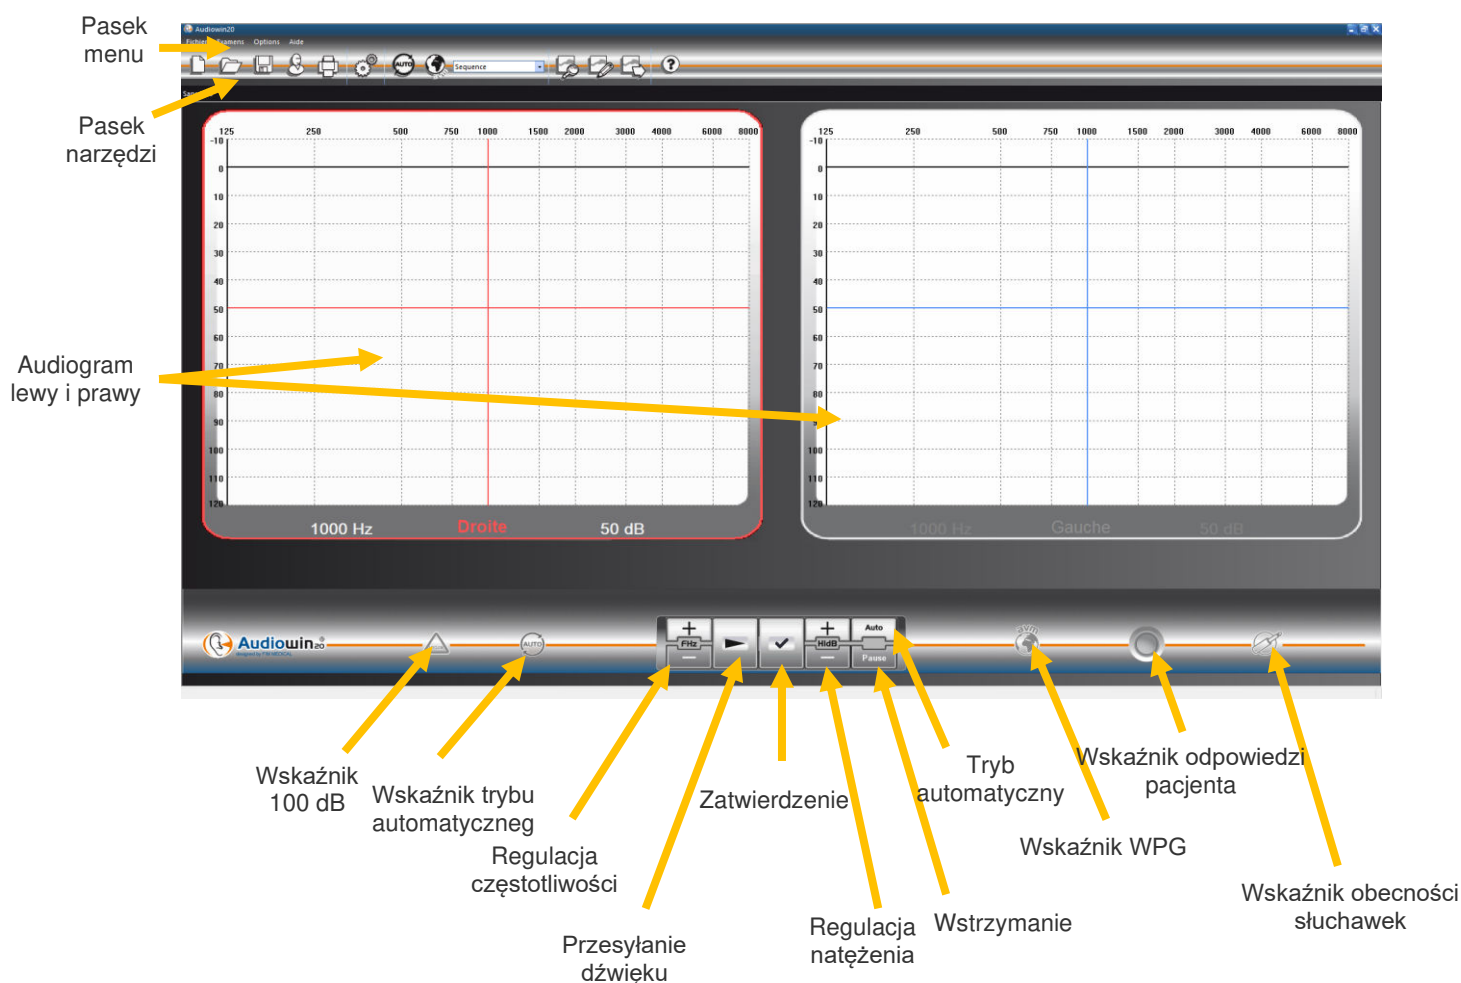 Pasek
menu
Audiowin20
Fichier Examens Options Aide
AUTO Sequence ?
Pasek
narzędzi
125 250 500 750 1000 1500 2000 3000 4000 6000 8000
-10
0
10
20
30
40
50
60
70
80
90
100
110
120
1000 Hz Droite 50 dB
125 250 500 750 1000 1500 2000 3000 4000 6000 8000
-10
0
10
20
30
40
50
60
70
80
100
110
120
1000 Hz Gauche 50 dB
Audiogram
lewy i prawy
Audiowin20
AUTO
+ FHz −
+ HldB −
Auto
Pause
Wskaźnik
100 dB
Wskaźnik trybu
automatyczneg
Regulacja
częstotliwości
Przesyłanie
dźwięku
Zatwierdzenie
Regulacja
natężenia
Wstrzymanie
Tryb
automatyczny
Wskaźnik WPG
Wskaźnik odpowiedzi
pacjenta
Wskaźnik obecności
słuchawek